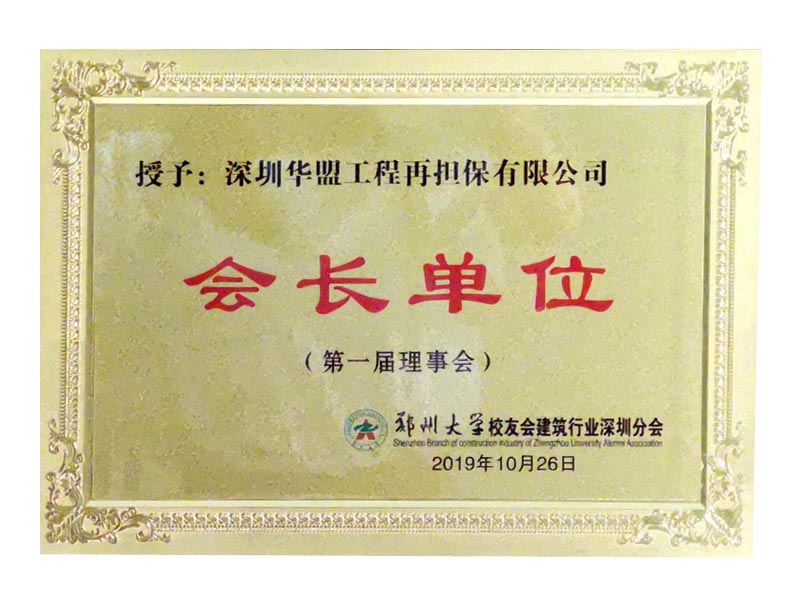 授予：深圳华盟工程再担保有限公司
会长单位
（第一届理事会）
郑州大学校友会建筑行业深圳分会
Shenzhen Branch of construction industry of Zhengzhou University Alumni Association
2019年10月26日